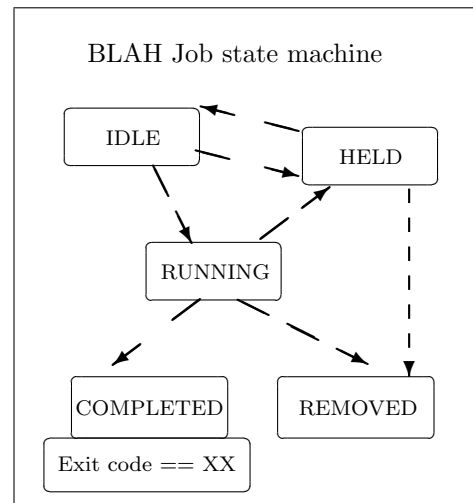 BLAH Job state machine
IDLE
HELD
RUNNING
COMPLETED
REMOVED
Exit code == XX